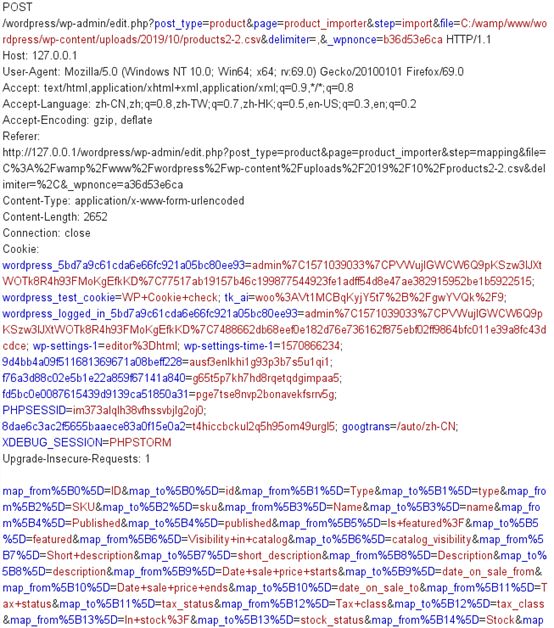 POST
/wordpress/wp-admin/edit.php?post_type=product&page=product_importer&step=import&file=C:/wamp/www/wo
rdpress/wp-content/uploads/2019/10/products2-2.csv&delimiter=,&_wpnonce=b36d53e6ca HTTP/1.1
Host: 127.0.0.1
User-Agent: Mozilla/5.0 (Windows NT 10.0; Win64; x64; rv:69.0) Gecko/20100101 Firefox/69.0
Accept: text/html,application/xhtml+xml,application/xml;q=0.9,*/*;q=0.8
Accept-Language: zh-CN,zh;q=0.8,zh-TW;q=0.7,zh-HK;q=0.5,en-US;q=0.3,en;q=0.2
Accept-Encoding: gzip, deflate
Referer:
http://127.0.0.1/wordpress/wp-admin/edit.php?post_type=product&page=product_importer&step=mapping&file=
C%3A%2Fwamp%2Fwww%2Fwordpress%2Fwp-content%2Fuploads%2F2019%2F10%2Fproducts2-2.csv&del
imiter=%2C&_wpnonce=a36d53e6ca
Content-Type: application/x-www-form-urlencoded
Content-Length: 2652
Connection: close
Cookie:
wordpress_5bd7a9c61cda6e66fc921a05bc80ee93=admin%7C1571039033%7CPVWujlGWCW6Q9pKSzw3lJXt
WOTk8R4h93FMoKgEfkKD%7C77517ab19157b46c199877544923fe1adff54d8e47ae382915952be1b5922515;
wordpress_test_cookie=WP+Cookie+check; tk_ai=woo%3AVt1MCBqKyjY5t7%2B%2FgwYVQk%2F9;
wordpress_logged_in_5bd7a9c61cda6e66fc921a05bc80ee93=admin%7C1571039033%7CPVWujlGWCW6Q9p
KSzw3lJXtWOTk8R4h93FMoKgEfkKD%7C7488662db68eef0e182d76e736162f875ebf02ff9864bfc011e39a8fc43d
cdce; wp-settings-1=editor%3Dhtml; wp-settings-time-1=1570866234;
9d4bb4a09f511681369671a08beff228=ausf3enlkhi1g93p3b7s5u1qi1;
f76a3d88c02e5b1e22a859f67141a840=g65t5p7kh7hd8rqetqdgimpaa5;
fd5bc0e0087615439d9139ca51850a31=pge7tse8nvp2bonavekfsrrv5g;
PHPSESSID=im373alqlh38vfhssvbjlg2oj0;
8dae6c3ac2f5655baaece83a0f15e0a2=t4hiccbckul2q5h95om49urgl5; googtrans=/auto/zh-CN;
XDEBUG_SESSION=PHPSTORM
Upgrade-Insecure-Requests: 1
map_from%5B0%5D=ID&map_to%5B0%5D=id&map_from%5B1%5D=Type&map_to%5B1%5D=type&map_fro
m%5B2%5D=SKU&map_to%5B2%5D=sku&map_from%5B3%5D=Name&map_to%5B3%5D=name&map_fro
m%5B4%5D=Published&map_to%5B4%5D=published&map_from%5B5%5D=Is+featured%3F&map_to%5B5
%5D=featured&map_from%5B6%5D=Visibility+in+catalog&map_to%5B6%5D=catalog_visibility&map_from%5
B7%5D=Short+description&map_to%5B7%5D=short_description&map_from%5B8%5D=Description&map_to%
5B8%5D=description&map_from%5B9%5D=Date+sale+price+starts&map_to%5B9%5D=date_on_sale_from&
map_from%5B10%5D=Date+sale+price+ends&map_to%5B10%5D=date_on_sale_to&map_from%5B11%5D=T
ax+status&map_to%5B11%5D=tax_status&map_from%5B12%5D=Tax+class&map_to%5B12%5D=tax_class
&map_from%5B13%5D=In+stock%3F&map_to%5B13%5D=stock_status&map_from%5B14%5D=Stock&map